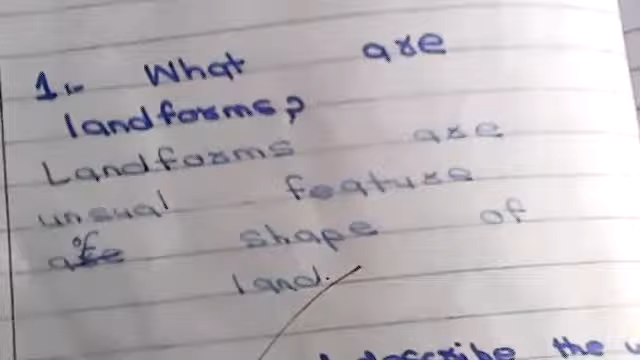 1. What are
landforms?
Landforms are
unsual feature
of shape of
land.
describe the